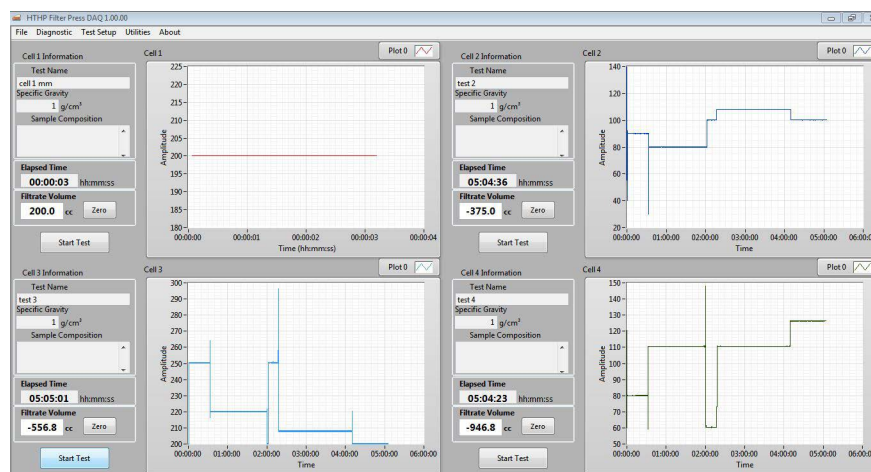 HTHP Filter Press DAQ 1.00.00
File Diagnostic Test Setup Utilities About
Cell 1 Information
Test Name
cell 1 mm
Specific Gravity
1 g/cm³
Sample Composition
Elapsed Time
00:00:03 hh:mm:ss
Filtrate Volume
200.0 cc Zero
Start Test
Cell 1
Plot 0
225
220
215
210
205
200
195
190
185
180
Amplitude
00:00:00 00:00:01 00:00:02 00:00:03 00:00:04
Time (hh:mm:ss)
Cell 2 Information
Test Name
test 2
Specific Gravity
1 g/cm³
Sample Composition
Elapsed Time
05:04:36 hh:mm:ss
Filtrate Volume
-375.0 cc Zero
Start Test
Cell 2
Plot 0
140
120
100
80
60
40
20
Amplitude
00:00:00 01:00:00 02:00:00 03:00:00 04:00:00 05:00:00 06:00:0
Time
Cell 3 Information
Test Name
test 3
Specific Gravity
1 g/cm³
Sample Composition
Elapsed Time
05:05:01 hh:mm:ss
Filtrate Volume
-556.8 cc Zero
Start Test
Cell 3
Plot 0
300
290
280
270
260
250
240
230
220
210
200
Amplitude
00:00:00 01:00:00 02:00:00 03:00:00 04:00:00 05:00:00 06:00:00
Time
Cell 4 Information
Test Name
test 4
Specific Gravity
1 g/cm³
Sample Composition
Elapsed Time
05:04:23 hh:mm:ss
Filtrate Volume
-946.8 cc Zero
Start Test
Cell 4
Plot 0
150
140
130
120
110
100
90
80
70
60
50
Amplitude
00:00:00 01:00:00 02:00:00 03:00:00 04:00:00 05:00:00 06:00:0
Time